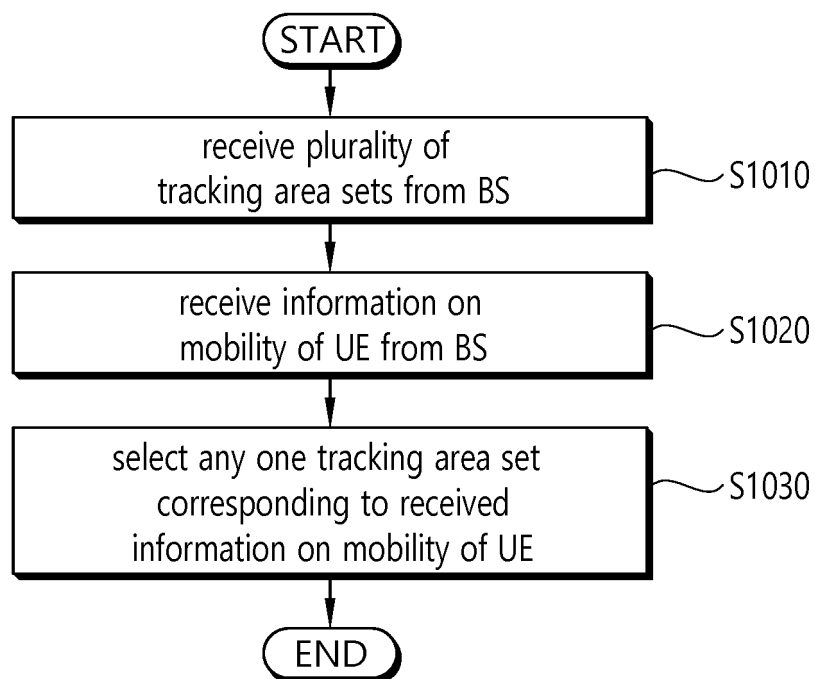 START
receive plurality of
tracking area sets from BS
S1010
receive information on
mobility of UE from BS
S1020
select any one tracking area set
corresponding to received
information on mobility of UE
S1030
END